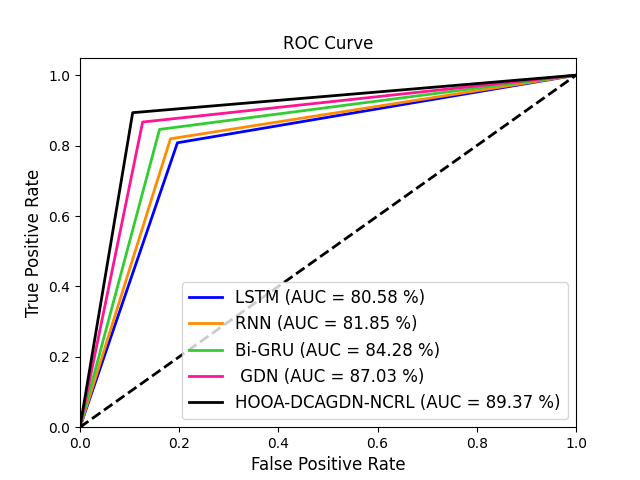 ROC Curve
1.0
0.8
0.6
0.4
0.2
0.0
True Positive Rate
LSTM (AUC = 80.58 %)
RNN (AUC = 81.85 %)
Bi-GRU (AUC = 84.28 %)
GDN (AUC = 87.03 %)
HOOA-DCAGDN-NCRL (AUC = 89.37 %)
0.0 0.2 0.4 0.6 0.8 1.0
False Positive Rate